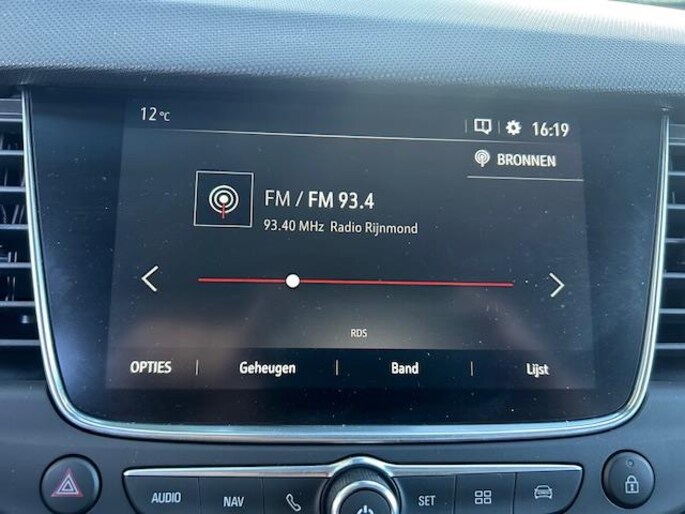 12 °C 16:19
BRONNEN
FM / FM 93.4
93.40 MHz Radio Rijnmond
RDS
OPTIES | Geheugen | Band | Lijst
AUDIO NAV SET